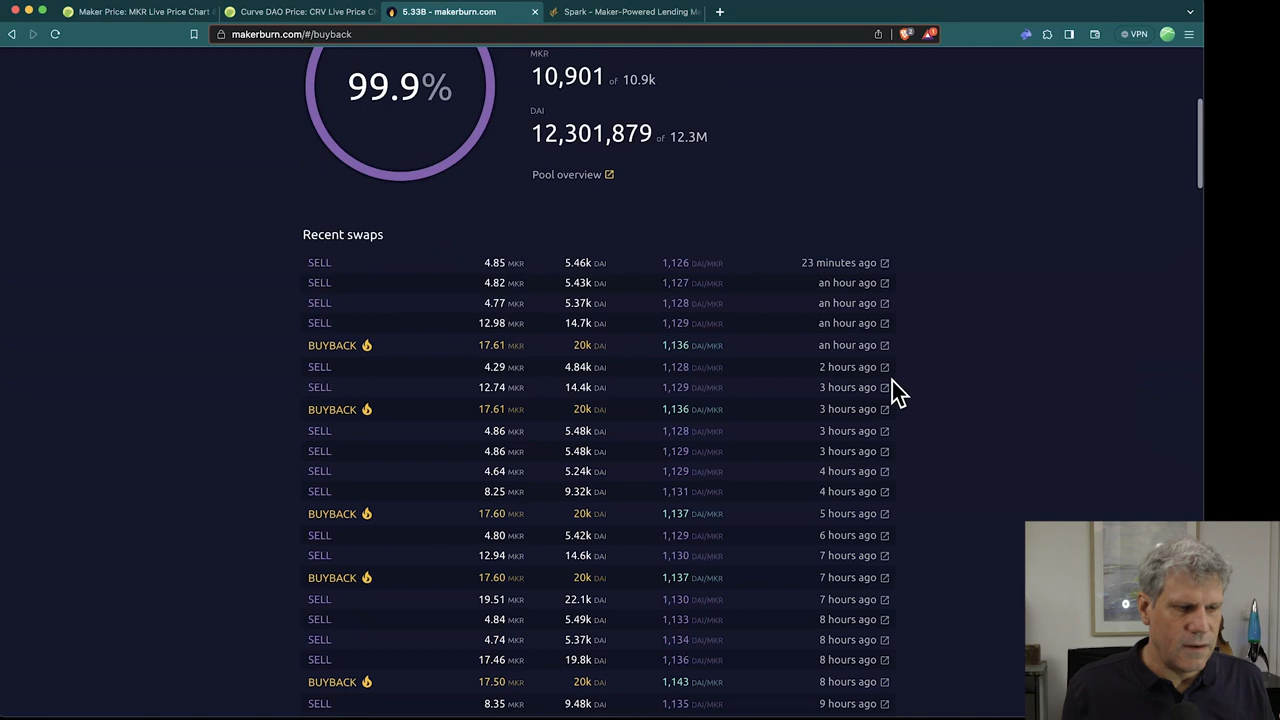 Maker Price: MKR Live Price Chart &
Curve DAO Price: CRV Live Price Ch
5.33B - makerburn.com
Spark - Maker-Powered Lending Ma
makerburn.com/#/buyback
VPN
99.9%
MKR
10,901 of 10.9k
DAI
12,301,879 of 12.3M
Pool overview
Recent swaps
SELL 4.85 MKR 5.46k DAI 1,126 DAI/MKR 23 minutes ago
SELL 4.82 MKR 5.43k DAI 1,127 DAI/MKR an hour ago
SELL 4.77 MKR 5.37k DAI 1,128 DAI/MKR an hour ago
SELL 12.98 MKR 14.7k DAI 1,129 DAI/MKR an hour ago
BUYBACK 17.61 MKR 20k DAI 1,136 DAI/MKR an hour ago
SELL 4.29 MKR 4.84k DAI 1,128 DAI/MKR 2 hours ago
SELL 12.74 MKR 14.4k DAI 1,129 DAI/MKR 3 hours ago
BUYBACK 17.61 MKR 20k DAI 1,136 DAI/MKR 3 hours ago
SELL 4.86 MKR 5.48k DAI 1,128 DAI/MKR 3 hours ago
SELL 4.86 MKR 5.48k DAI 1,129 DAI/MKR 3 hours ago
SELL 4.64 MKR 5.24k DAI 1,129 DAI/MKR 4 hours ago
SELL 8.25 MKR 9.32k DAI 1,131 DAI/MKR 4 hours ago
BUYBACK 17.60 MKR 20k DAI 1,137 DAI/MKR 5 hours ago
SELL 4.80 MKR 5.42k DAI 1,129 DAI/MKR 6 hours ago
SELL 12.94 MKR 14.6k DAI 1,130 DAI/MKR 7 hours ago
BUYBACK 17.60 MKR 20k DAI 1,137 DAI/MKR 7 hours ago
SELL 19.51 MKR 22.1k DAI 1,130 DAI/MKR 7 hours ago
SELL 4.84 MKR 5.49k DAI 1,133 DAI/MKR 8 hours ago
SELL 4.74 MKR 5.37k DAI 1,134 DAI/MKR 8 hours ago
SELL 17.46 MKR 19.8k DAI 1,136 DAI/MKR 8 hours ago
BUYBACK 17.50 MKR 20k DAI 1,143 DAI/MKR 8 hours ago
SELL 8.35 MKR 9.48k DAI 1,135 DAI/MKR 9 hours ago